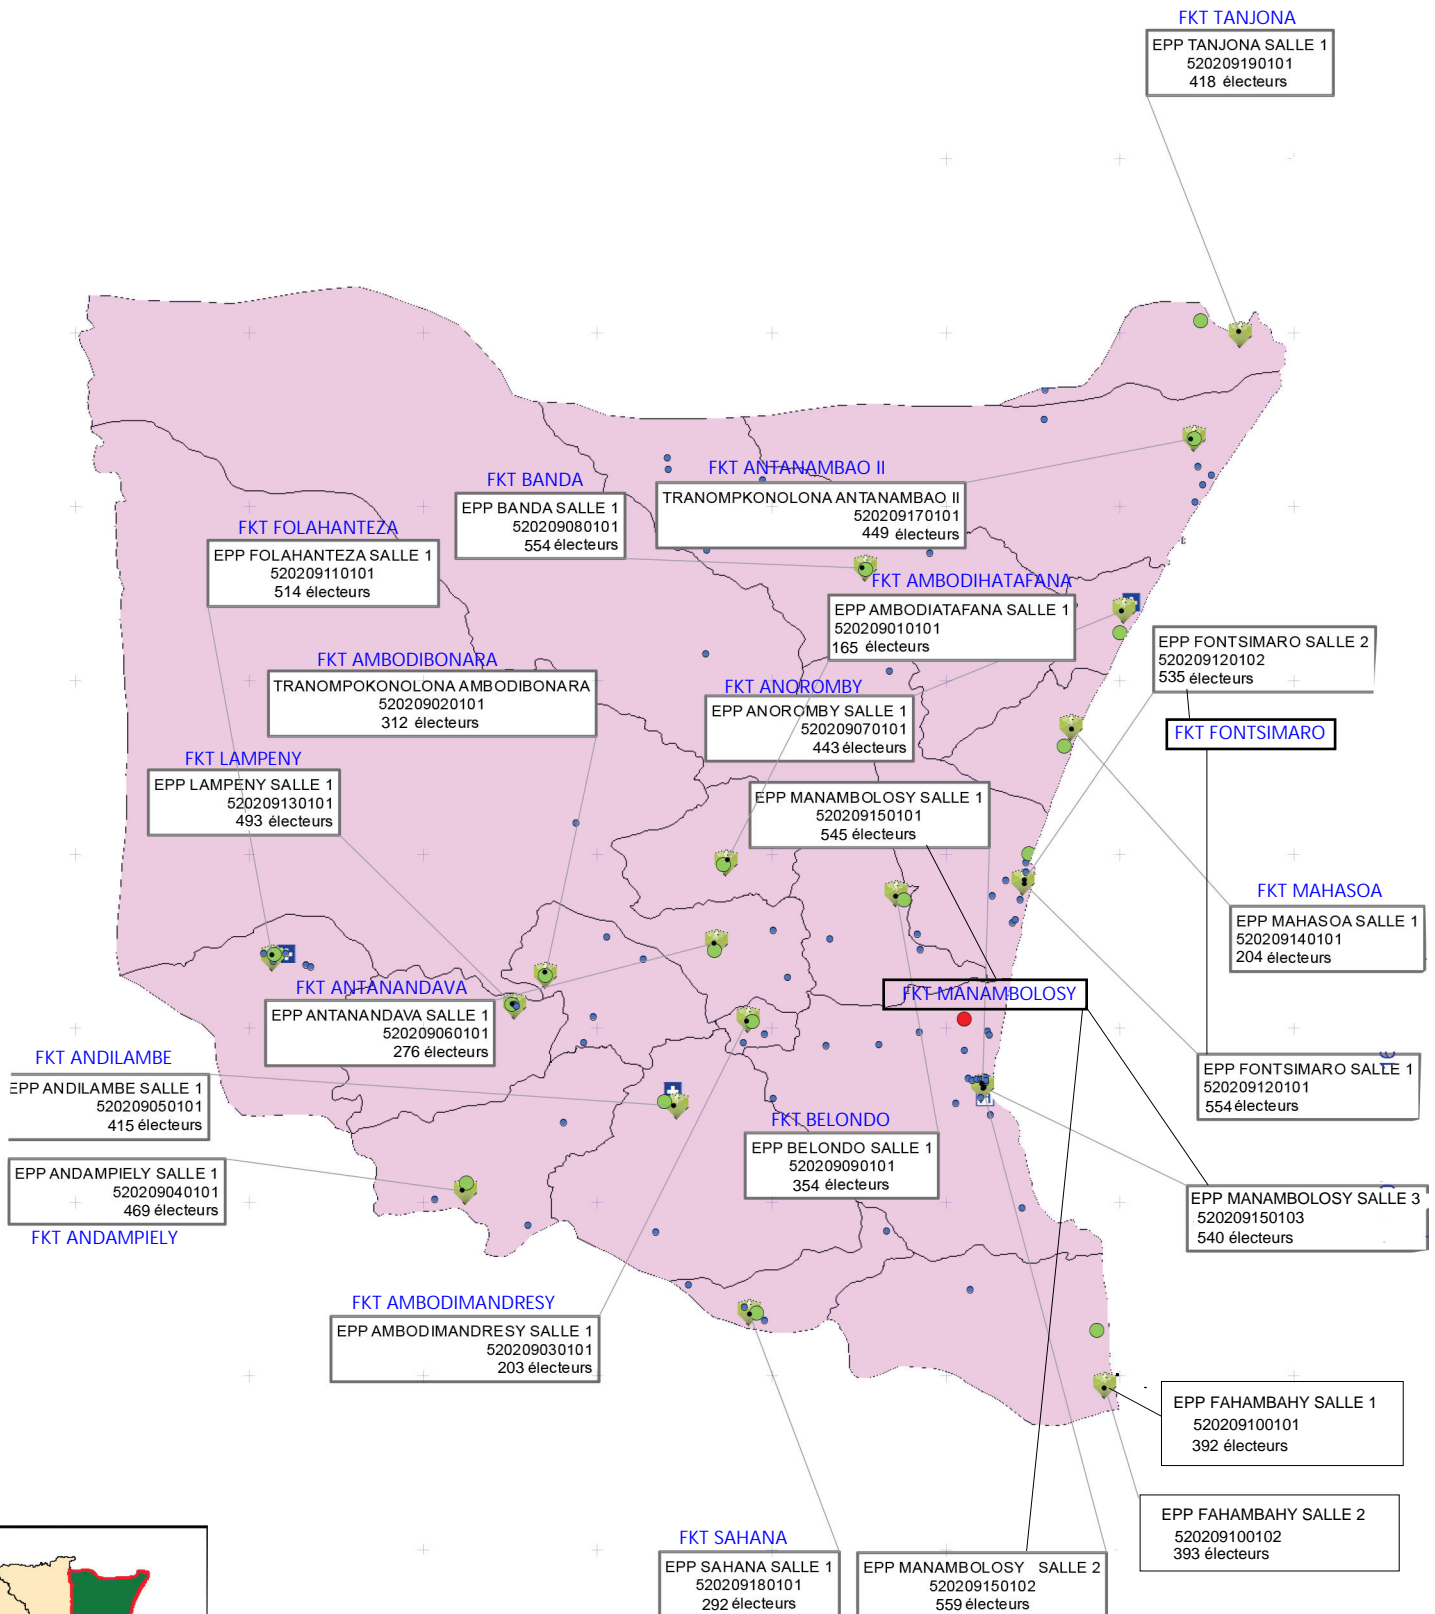 FKT TANJONA
EPP TANJONA SALLE 1
520209190101
418 électeurs
FKT ANTANAMBAO II
TRANOMPKONOLONA ANTANAMBAO II
520209170101
449 électeurs
FKT BANDA
EPP BANDA SALLE 1
520209080101
554 électeurs
FKT FOLAHANTEZA
EPP FOLAHANTEZA SALLE 1
520209110101
514 électeurs
FKT AMBODIHATAFANA
EPP AMBODIATAFANA SALLE 1
520209010101
165 électeurs
EPP FONTSIMARO SALLE 2
520209120102
535 électeurs
FKT FONTSIMARO
FKT AMBODIBONARA
TRANOMPOKONOLONA AMBODIBONARA
520209020101
312 électeurs
FKT ANOROMBY
EPP ANOROMBY SALLE 1
520209070101
443 électeurs
FKT LAMPENY
EPP LAMPENY SALLE 1
520209130101
493 électeurs
EPP MANAMBOLOSY SALLE 1
520209150101
545 électeurs
FKT MAHASOA
EPP MAHASOA SALLE 1
520209140101
204 électeurs
FKT MANAMBOLOSY
FKT ANTANANDAVA
EPP ANTANANDAVA SALLE 1
520209060101
276 électeurs
FKT ANDILAMBE
EPP ANDILAMBE SALLE 1
520209050101
415 électeurs
EPP FONTSIMARO SALLE 1
520209120101
554 électeurs
FKT BELONDO
EPP BELONDO SALLE 1
520209090101
354 électeurs
EPP ANDAMPIELY SALLE 1
520209040101
469 électeurs
FKT ANDAMPIELY
EPP MANAMBOLOSY SALLE 3
520209150103
540 électeurs
FKT AMBODIMANDRESY
EPP AMBODIMANDRESY SALLE 1
520209030101
203 électeurs
EPP FAHAMBAHY SALLE 1
520209100101
392 électeurs
EPP FAHAMBAHY SALLE 2
520209100102
393 électeurs
FKT SAHANA
EPP SAHANA SALLE 1
520209180101
292 électeurs
EPP MANAMBOLOSY SALLE 2
520209150102
559 électeurs